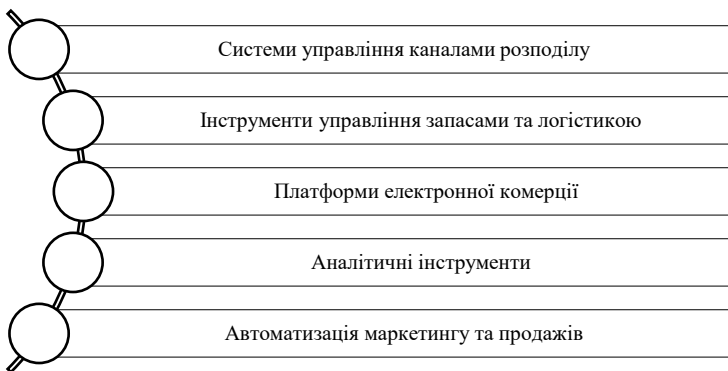 Системи управління каналами розподілу
Інструменти управління запасами та логістикою
Платформи електронної комерції
Аналітичні інструменти
Автоматизація маркетингу та продажів